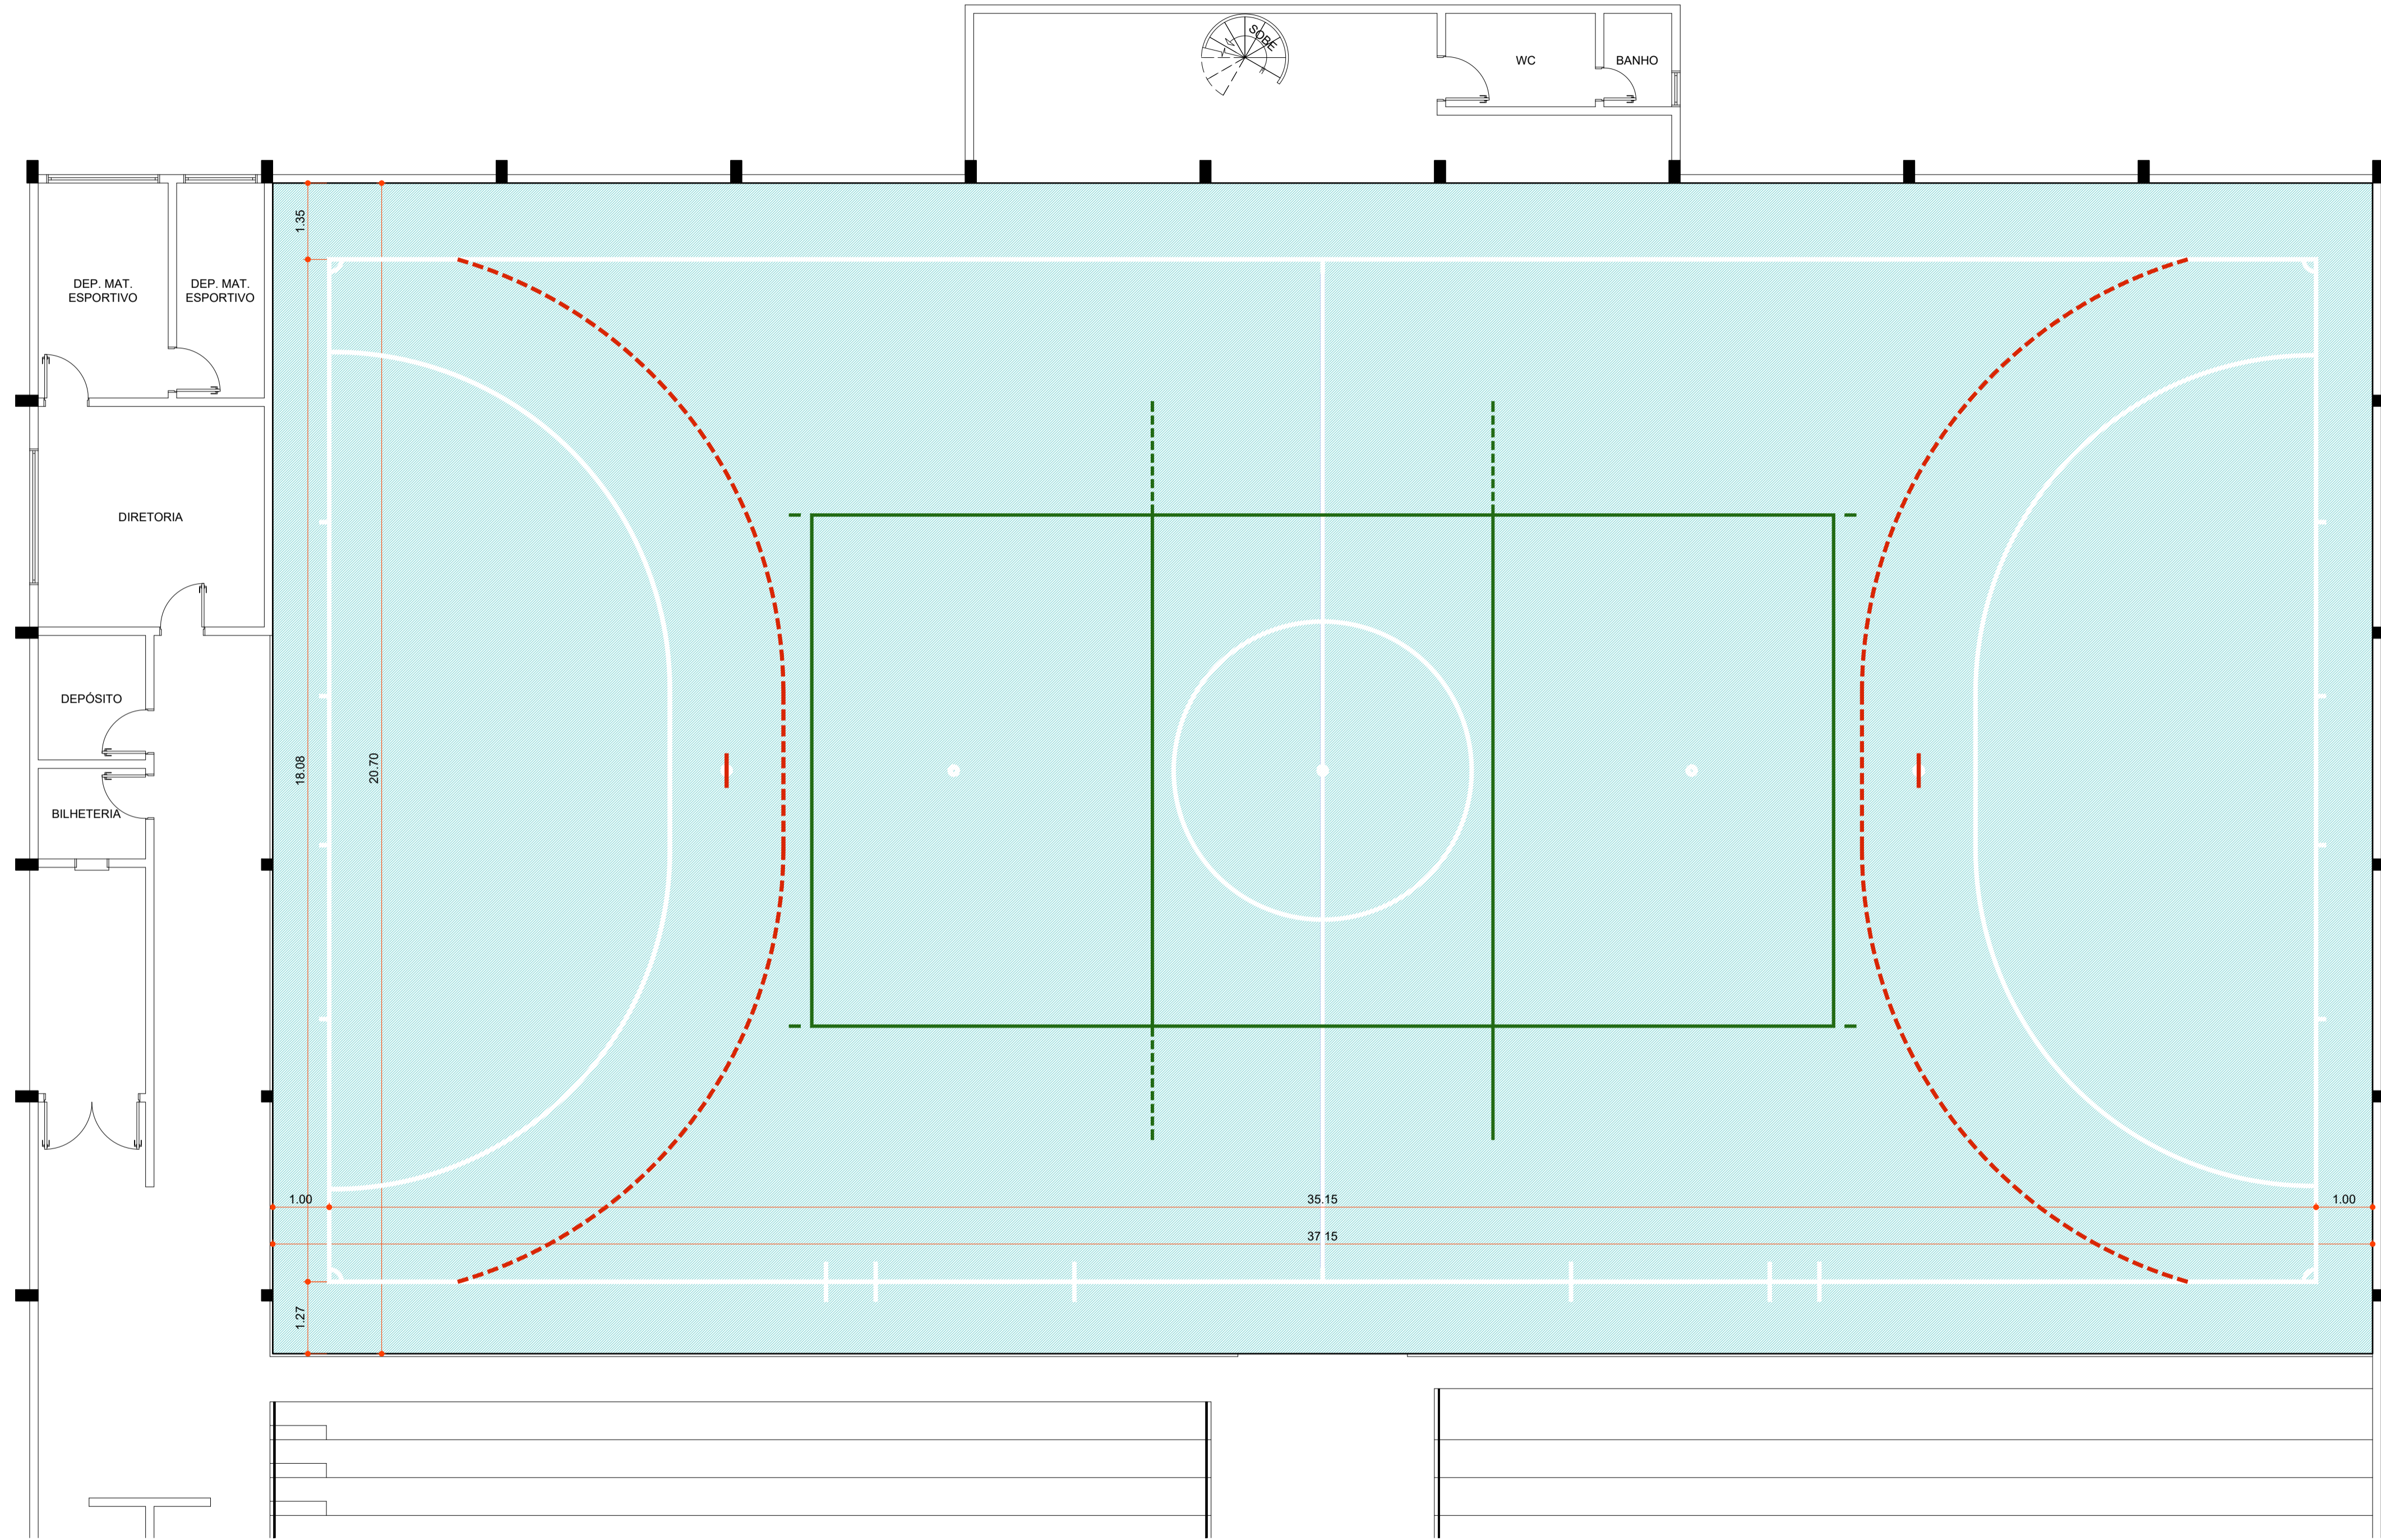 SOBE
WC
BANHO
1.35
DEP. MAT.
ESPORTIVO
DEP. MAT.
ESPORTIVO
DIRETORIA
DEPÓSITO
18.08
20.70
BILHETERIA
1.00
35.15
1.00
37.15
1.27